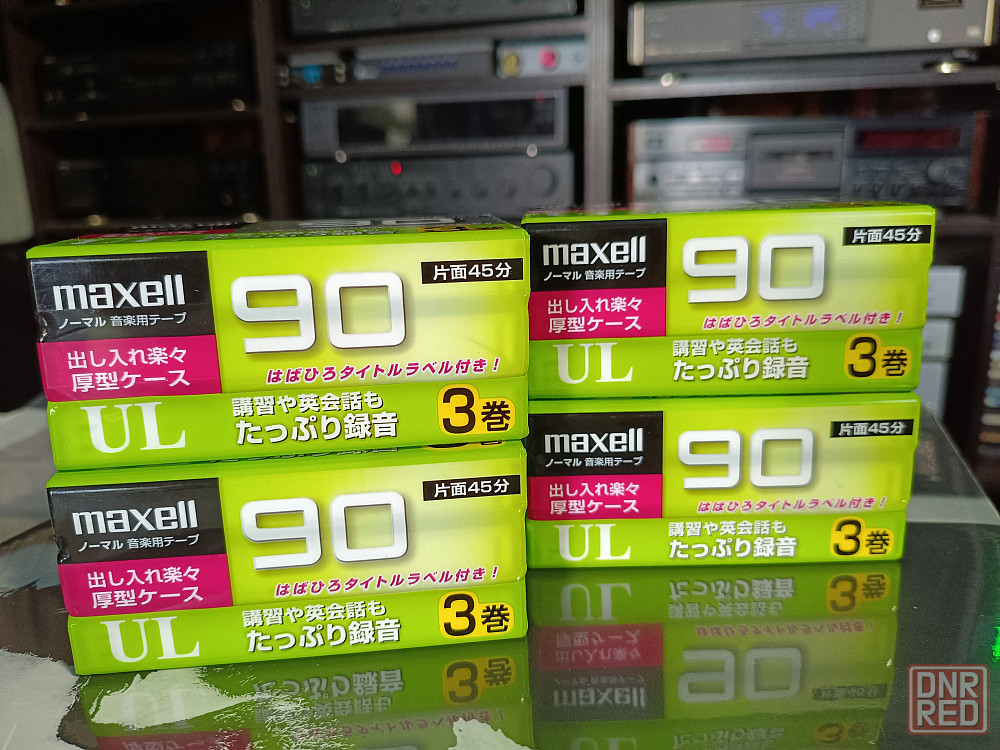 maxell
ノーマル 音楽用テープ
出し入れ楽々
厚型ケース
90
片面45分
はばひろタイトルラベル付き!
UL
講習や英会話も
たっぷり録音
3巻
maxell
ノーマル 音楽用テープ
出し入れ楽々
厚型ケース
90
片面45分
はばひろタイトルラベル付き!
UL
講習や英会話も
たっぷり録音
3巻
maxell
ノーマル 音楽用テープ
出し入れ楽々
厚型ケース
90
片面45分
はばひろタイトルラベル付き!
UL
講習や英会話も
たっぷり録音
3巻
maxell
ノーマル 音楽用テープ
出し入れ楽々
厚型ケース
90
片面45分
はばひろタイトルラベル付き!
UL
講習や英会話も
たっぷり録音
3巻
DNR
RED